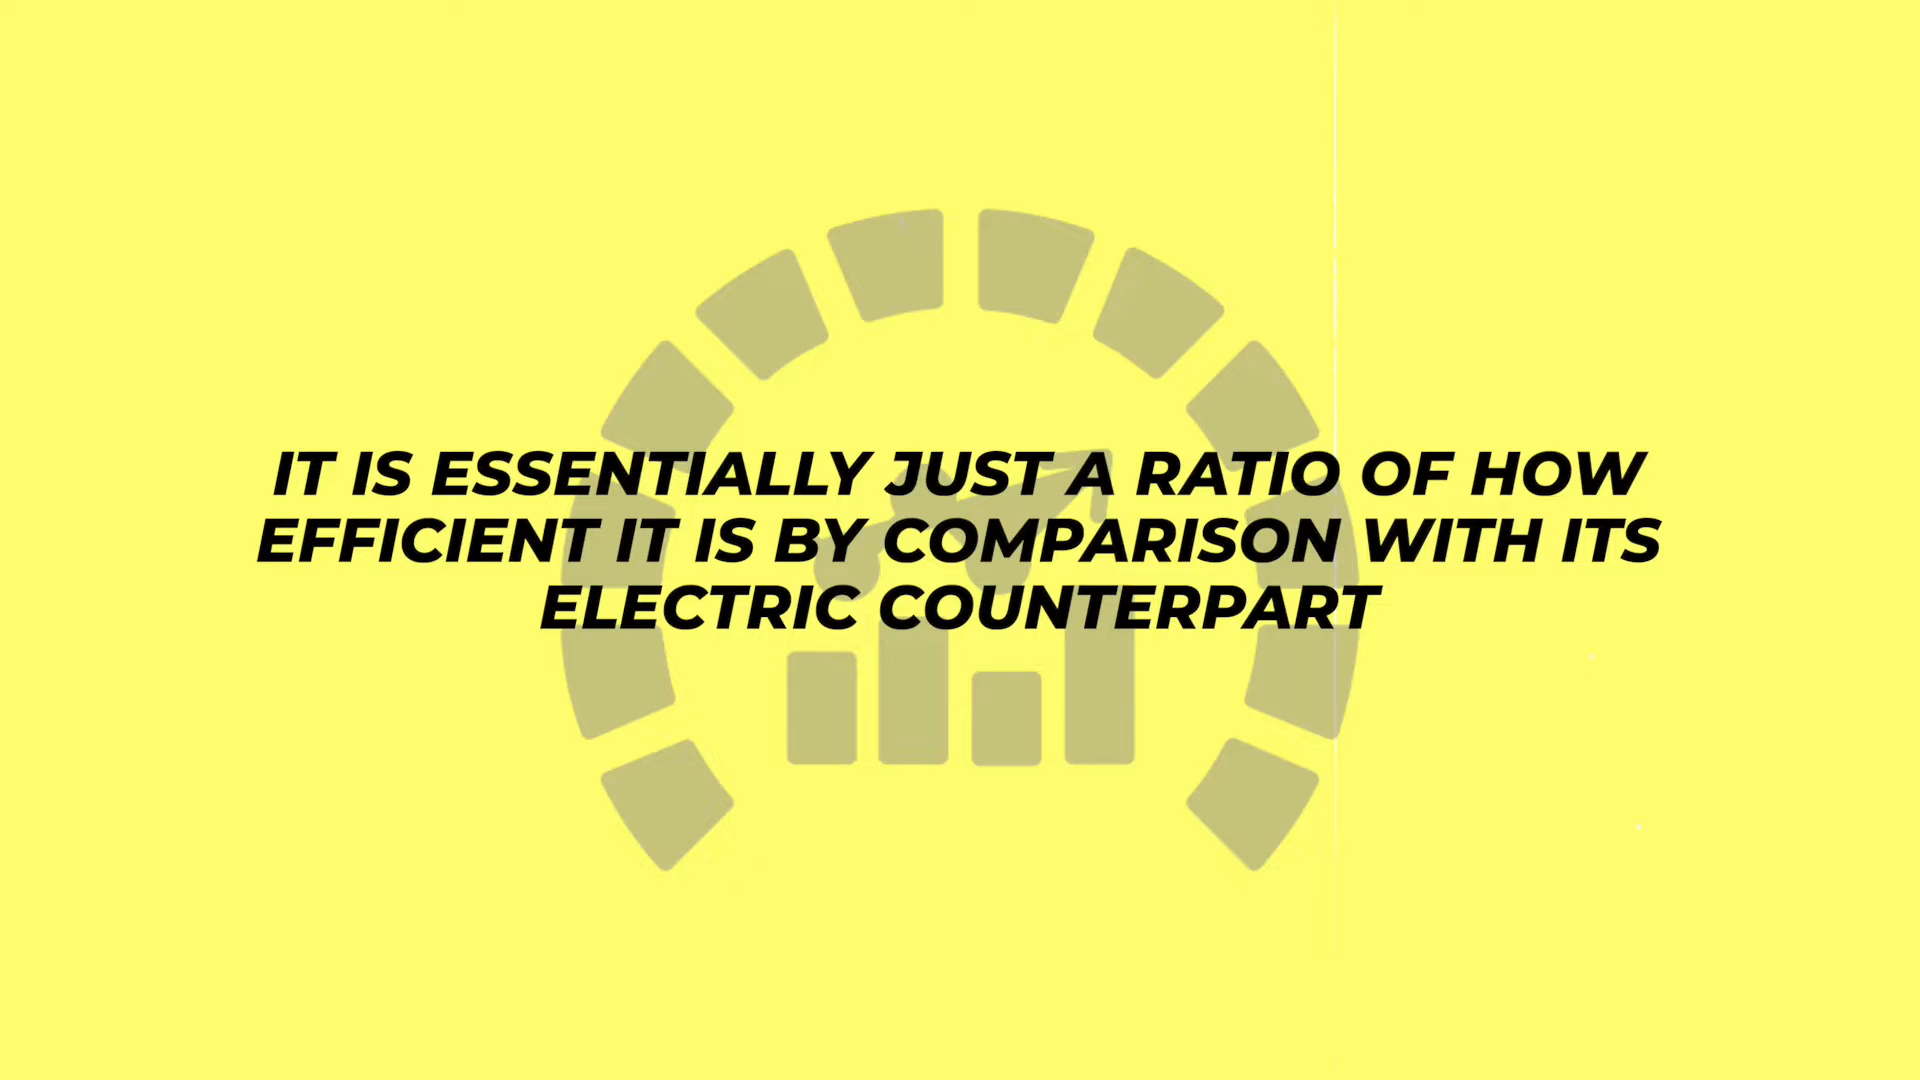 IT IS ESSENTIALLY JUST A RATIO OF HOW
EFFICIENT IT IS BY COMPARISON WITH ITS
ELECTRIC COUNTERPART